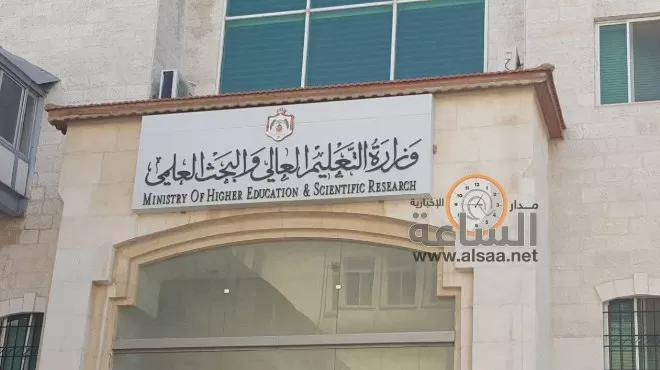 وزارة التعليم العالي والبحث العلمي
MINISTRY OF HIGHER EDUCATION & SCIENTIFIC RESEARCH
مدار
الإخبارية
الساعة
www.alsaa.net